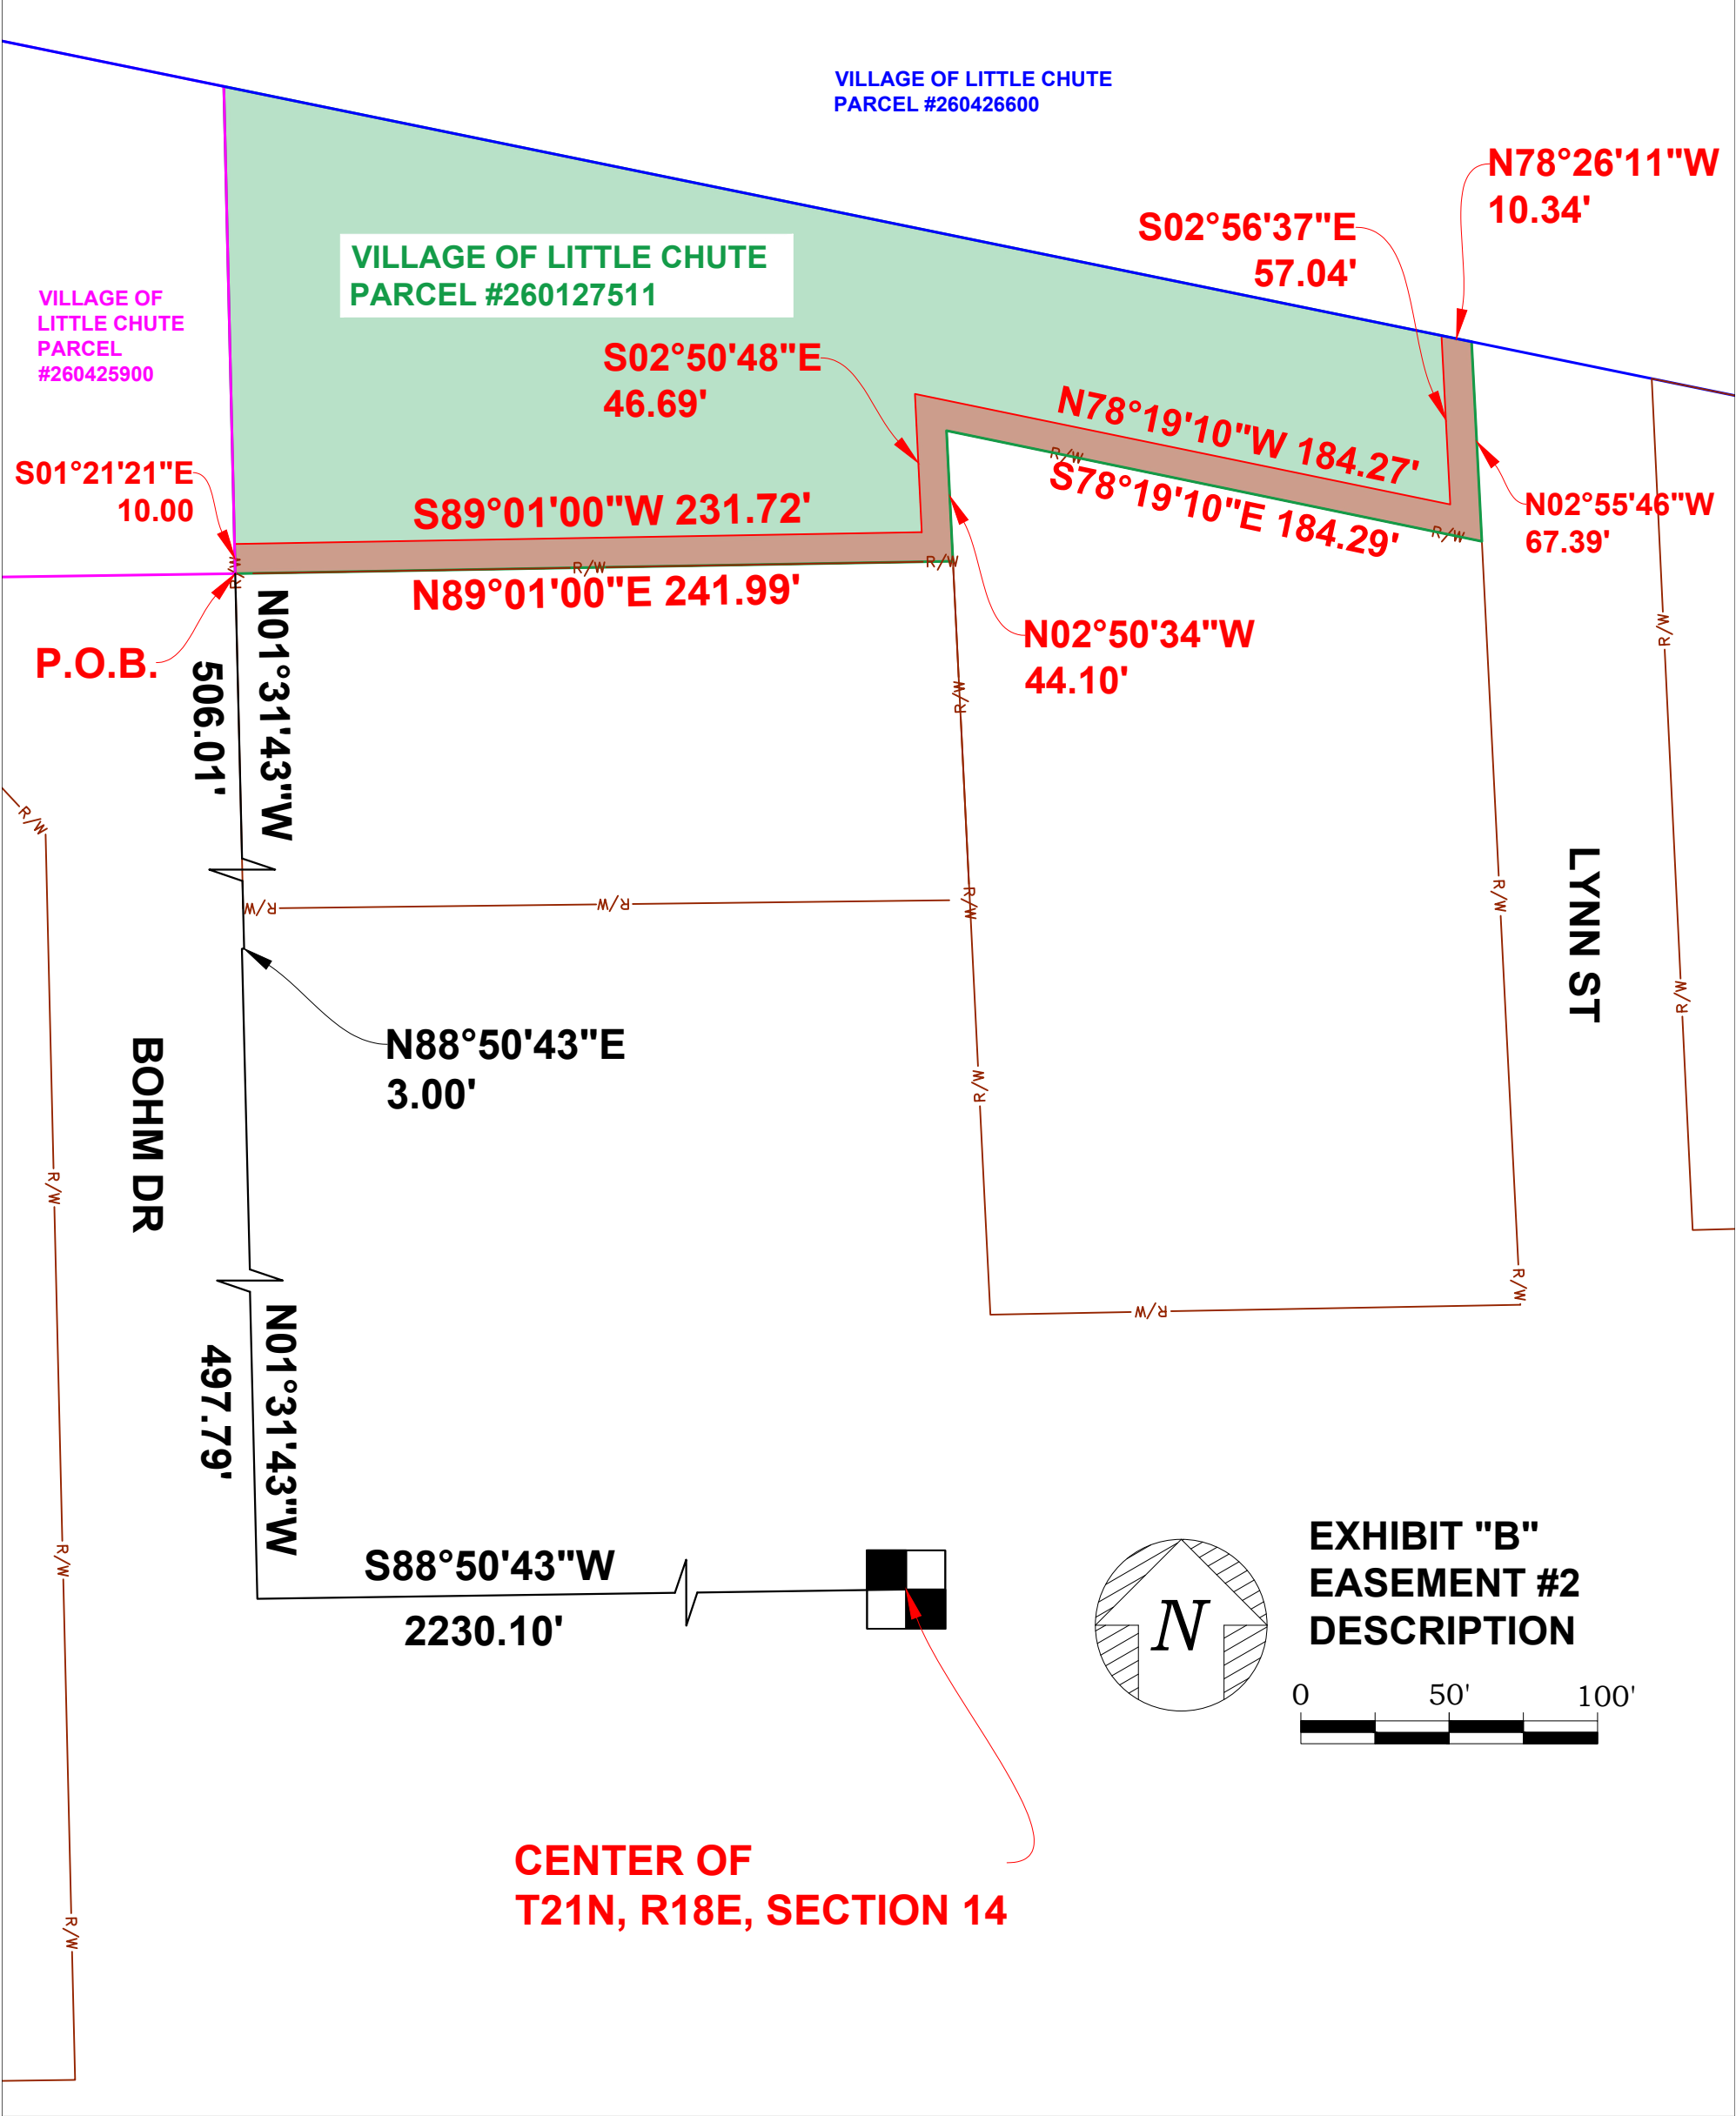 VILLAGE OF LITTLE CHUTE
PARCEL #260426600
N78°26'11"W
10.34'
S02°56'37"E
57.04'
VILLAGE OF LITTLE CHUTE
PARCEL #260127511
VILLAGE OF
LITTLE CHUTE
PARCEL
#260425900
S02°50'48"E
46.69'
N78°19'10"W 184.27'
R/W
S78°19'10"E 184.29'
R/W
S01°21'21"E
10.00
S89°01'00"W 231.72'
N02°55'46"W
67.39'
R/W
R/W
R/W
N89°01'00"E 241.99'
P.O.B.
N01°31'43"W
506.01'
N02°50'34"W
44.10'
R/W
R/W
R/W
R/W
R/W
R/W
R/W
LYNN ST
R/W
N88°50'43"E
3.00'
BOHM DR
R/W
R/W
R/W
R/W
N01°31'43"W
497.79'
S88°50'43"W
2230.10'
R/W
N
EXHIBIT "B"
EASEMENT #2
DESCRIPTION
0 50' 100'
CENTER OF
T21N, R18E, SECTION 14
R/W